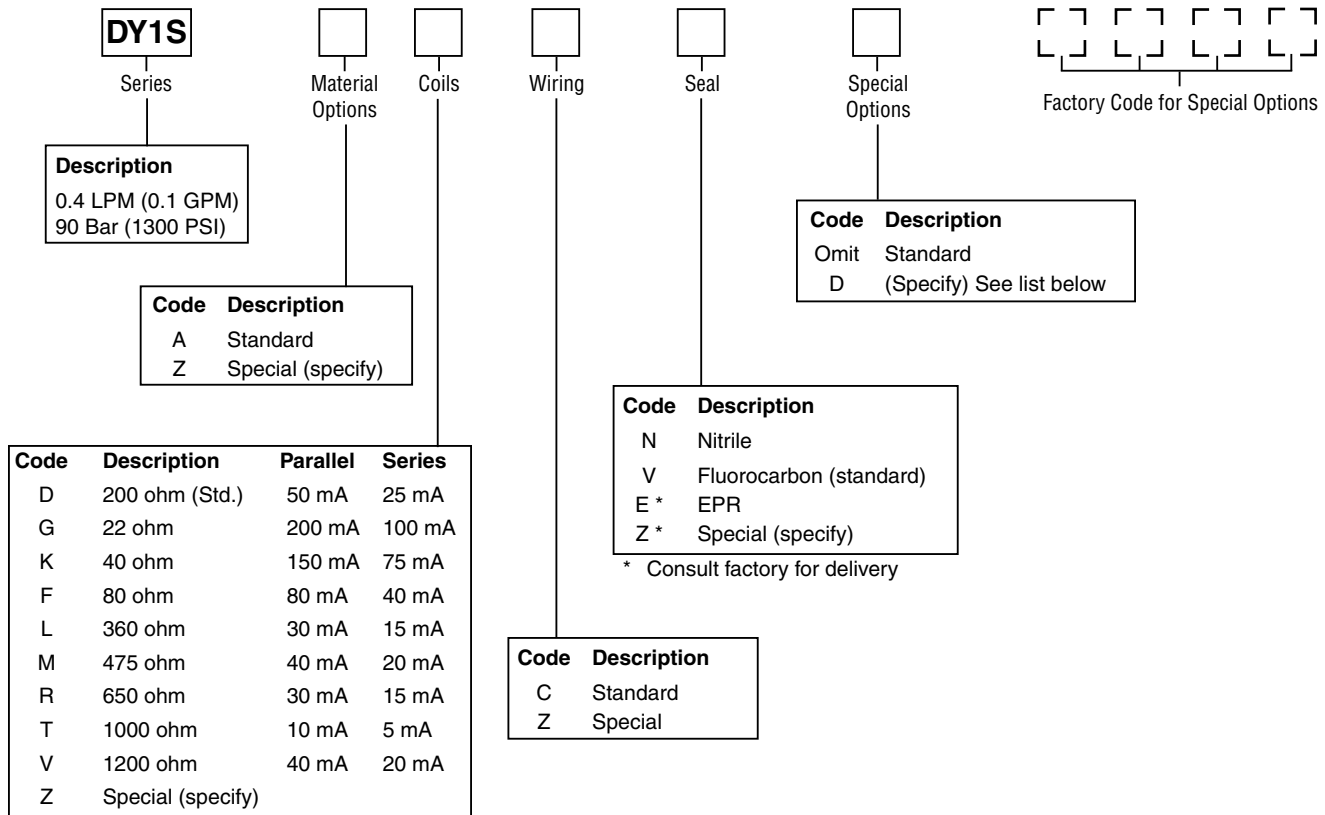 DY1S
Series
Material
Options
Coils
Wiring
Seal
Special
Options
Factory Code for Special Options
Description
0.4 LPM (0.1 GPM)
90 Bar (1300 PSI)
Code Description
Omit Standard
D (Specify) See list below
Code Description
A Standard
Z Special (specify)
Code Description
N Nitrile
V Fluorocarbon (standard)
E * EPR
Z * Special (specify)
* Consult factory for delivery
Code Description Parallel Series
D 200 ohm (Std.) 50 mA 25 mA
G 22 ohm 200 mA 100 mA
K 40 ohm 150 mA 75 mA
F 80 ohm 80 mA 40 mA
L 360 ohm 30 mA 15 mA
M 475 ohm 40 mA 20 mA
R 650 ohm 30 mA 15 mA
T 1000 ohm 10 mA 5 mA
V 1200 ohm 40 mA 20 mA
Z Special (specify)
Code Description
C Standard
Z Special